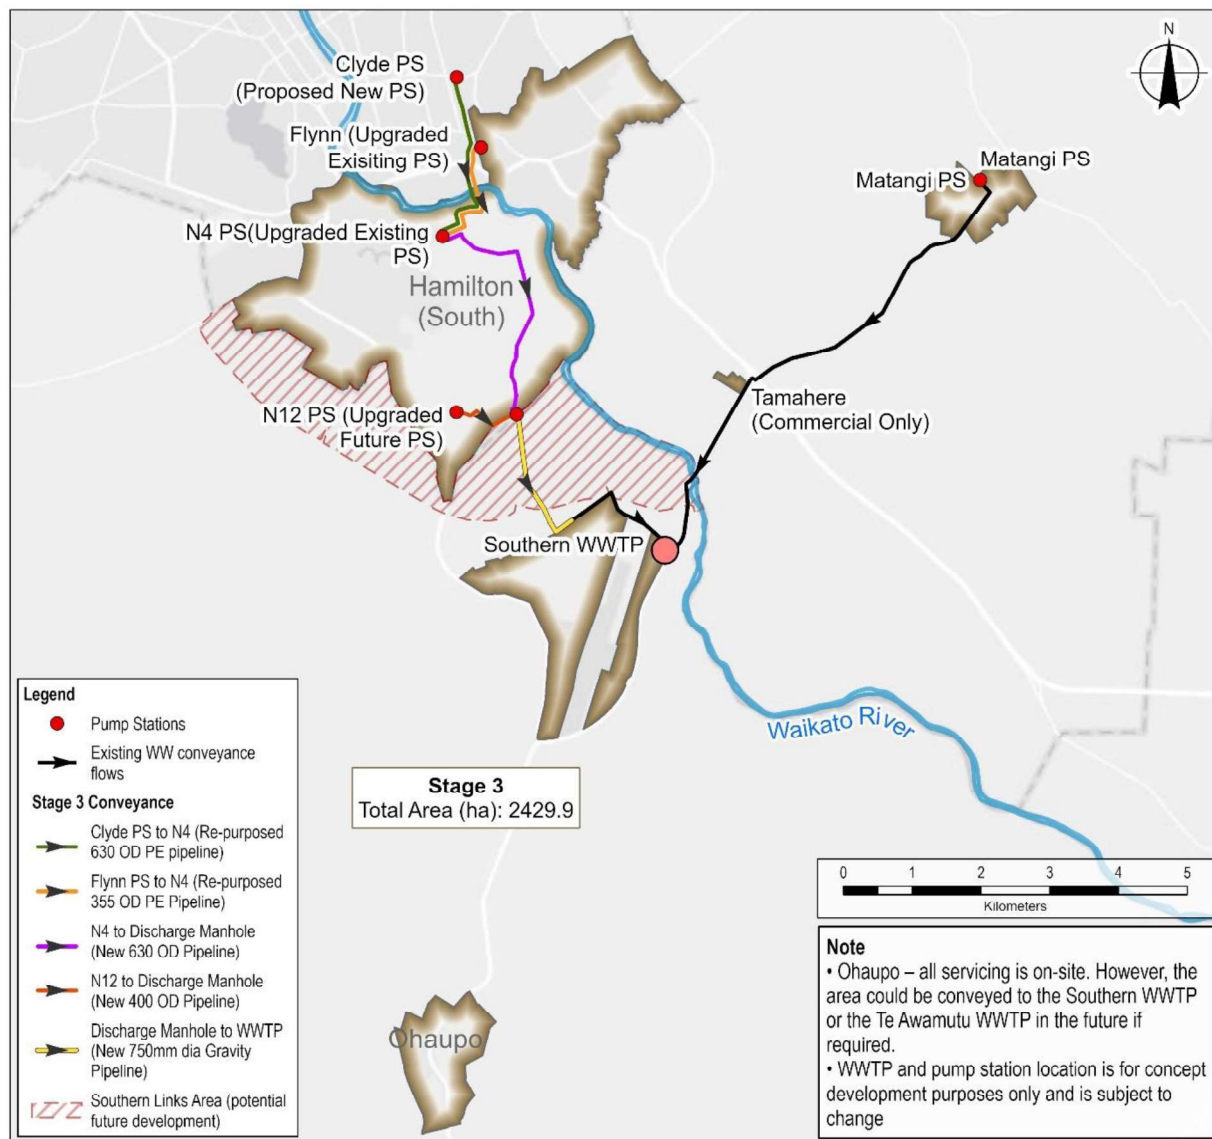 N
Clyde PS
(Proposed New PS)
Flynn (Upgraded
Exisiting PS)
Matangi PS
Matangi PS
N4 PS(Upgraded Existing
PS)
Hamilton
(South)
Tamahere
(Commercial Only)
N12 PS (Upgraded
Future PS)
Southern WWTP
Waikato River
Legend
Pump Stations
Existing WW conveyance
flows
Stage 3 Conveyance
Clyde PS to N4 (Re-purposed
630 OD PE pipeline)
Flynn PS to N4 (Re-purposed
355 OD PE Pipeline)
N4 to Discharge Manhole
(New 630 OD Pipeline)
N12 to Discharge Manhole
(New 400 OD Pipeline)
Discharge Manhole to WWTP
(New 750mm dia Gravity
Pipeline)
Southern Links Area (potential
future development)
Stage 3
Total Area (ha): 2429.9
Ohaupo
0 1 2 3 4 5
Kilometers
Note
• Ohaupo – all servicing is on-site. However, the
area could be conveyed to the Southern WWTP
or the Te Awamutu WWTP in the future if
required.
• WWTP and pump station location is for concept
development purposes only and is subject to
change